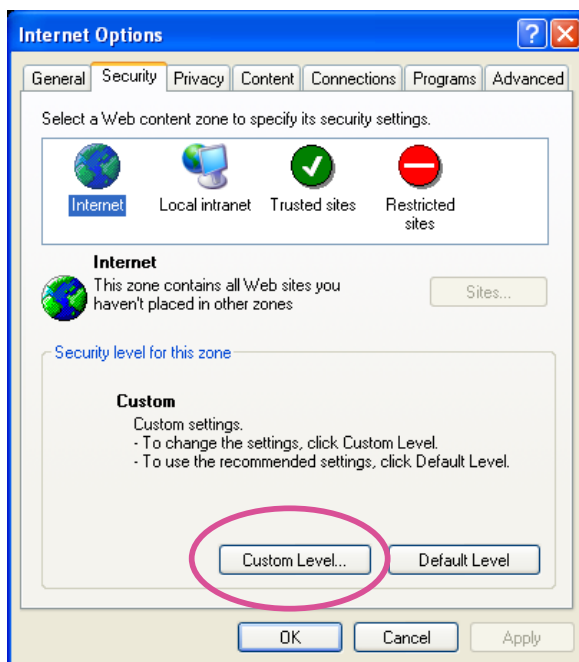 Internet Options
General Security Privacy Content Connections Programs Advanced
Select a Web content zone to specify its security settings.
Internet Local intranet Trusted sites Restricted
sites
Internet
This zone contains all Web sites you
haven't placed in other zones
Sites...
Security level for this zone
Custom
Custom settings.
- To change the settings, click Custom Level.
- To use the recommended settings, click Default Level.
Custom Level... Default Level
OK Cancel Apply